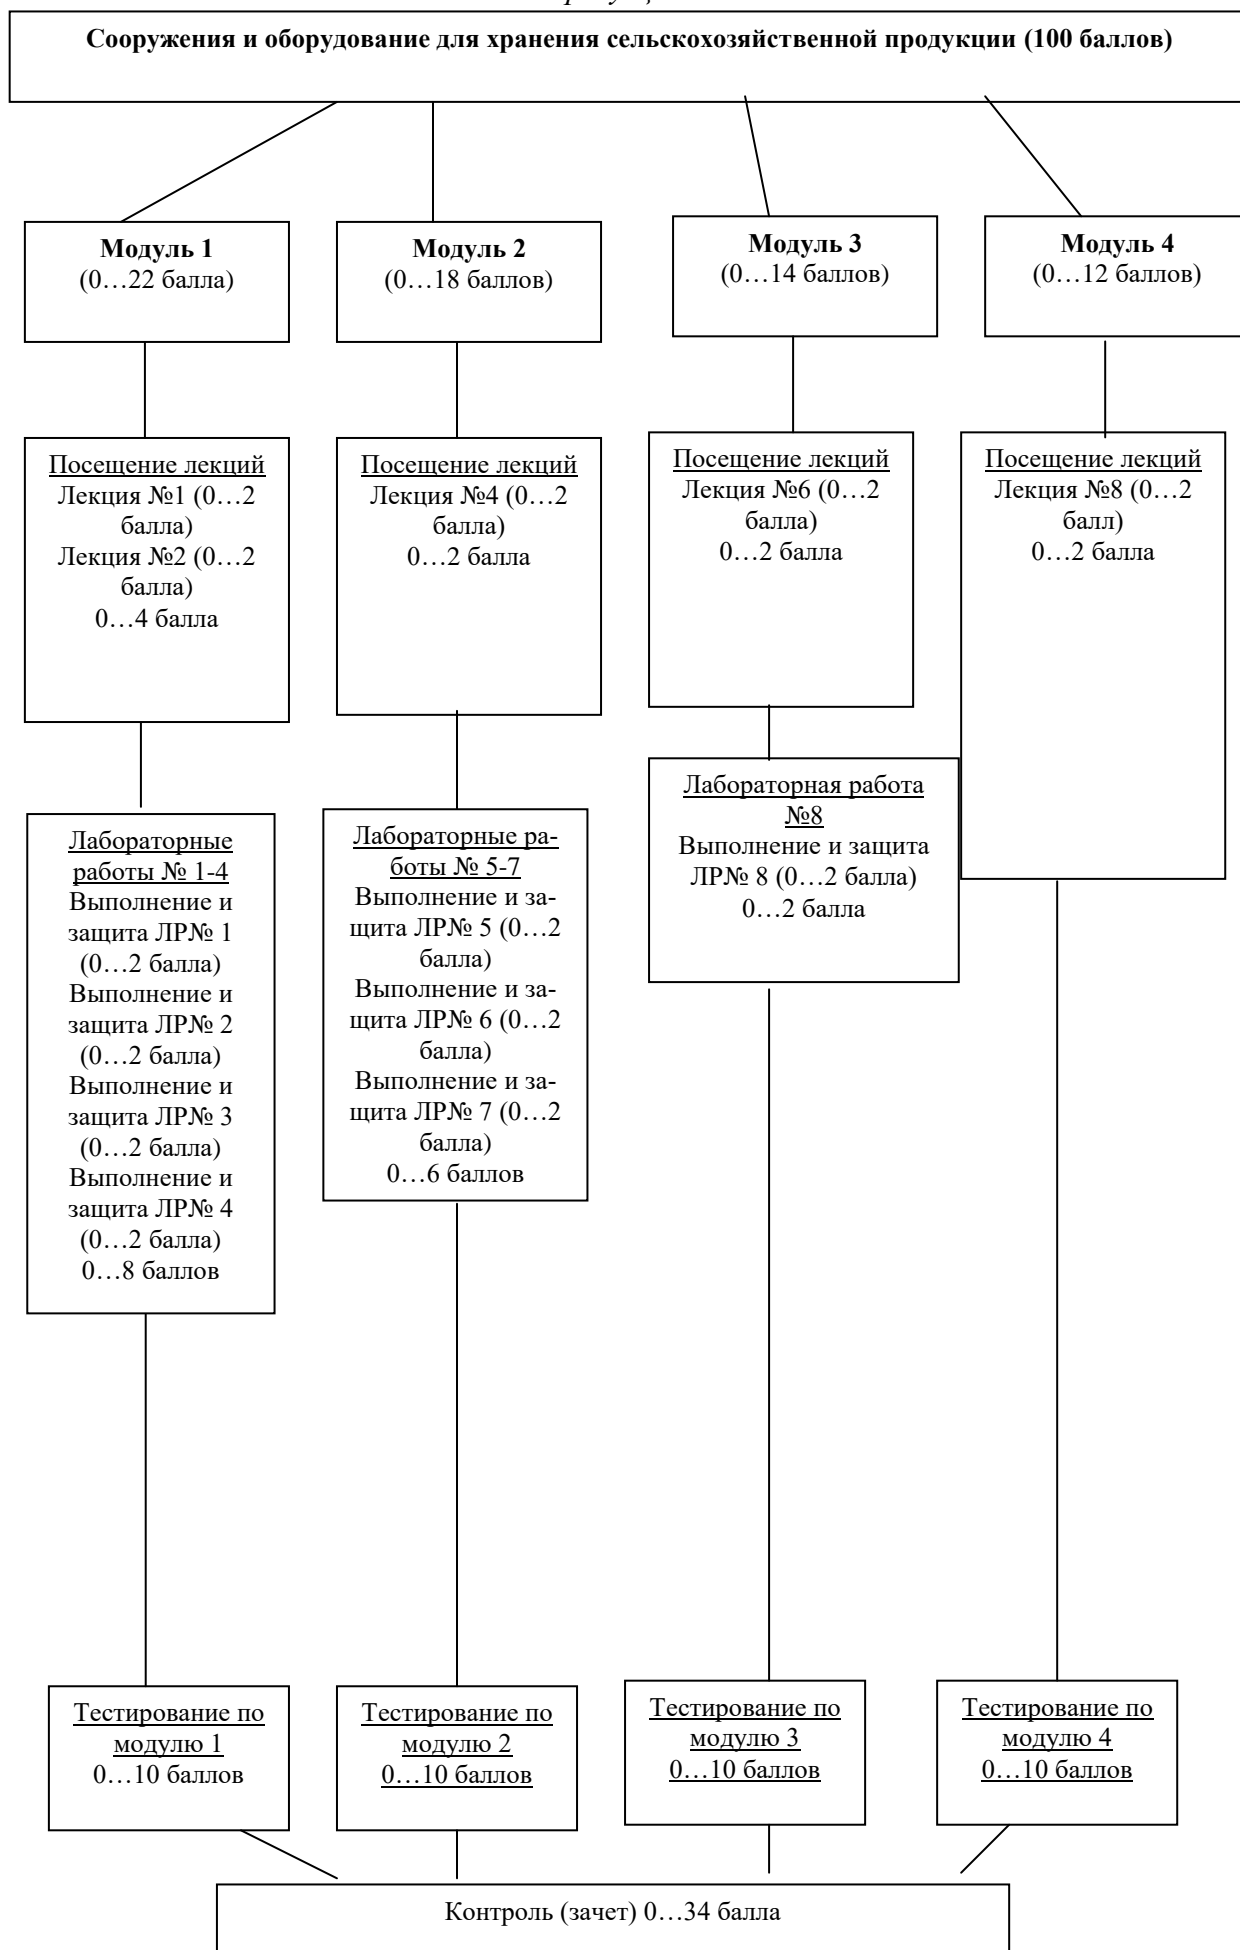 Сооружения и оборудование для хранения сельскохозяйственной продукции (100 баллов)
Модуль 1
(0…22 балла)
Модуль 2
(0…18 баллов)
Модуль 3
(0…14 баллов)
Модуль 4
(0…12 баллов)
Посещение лекций
Лекция №1 (0…2
балла)
Лекция №2 (0…2
балла)
0…4 балла
Посещение лекций
Лекция №4 (0…2
балла)
0…2 балла
Посещение лекций
Лекция №6 (0…2
балла)
0…2 балла
Посещение лекций
Лекция №8 (0…2
балл)
0…2 балла
Лабораторные
работы № 1-4
Выполнение и
защита ЛР№ 1
(0…2 балла)
Выполнение и
защита ЛР№ 2
(0…2 балла)
Выполнение и
защита ЛР№ 3
(0…2 балла)
Выполнение и
защита ЛР№ 4
(0…2 балла)
0…8 баллов
Лабораторные ра-
боты № 5-7
Выполнение и за-
щита ЛР№ 5 (0…2
балла)
Выполнение и за-
щита ЛР№ 6 (0…2
балла)
Выполнение и за-
щита ЛР№ 7 (0…2
балла)
0…6 баллов
Лабораторная работа
№8
Выполнение и защита
ЛР№ 8 (0…2 балла)
0…2 балла
Тестирование по
модулю 1
0…10 баллов
Тестирование по
модулю 2
0…10 баллов
Тестирование по
модулю 3
0…10 баллов
Тестирование по
модулю 4
0…10 баллов
Контроль (зачет) 0…34 балла